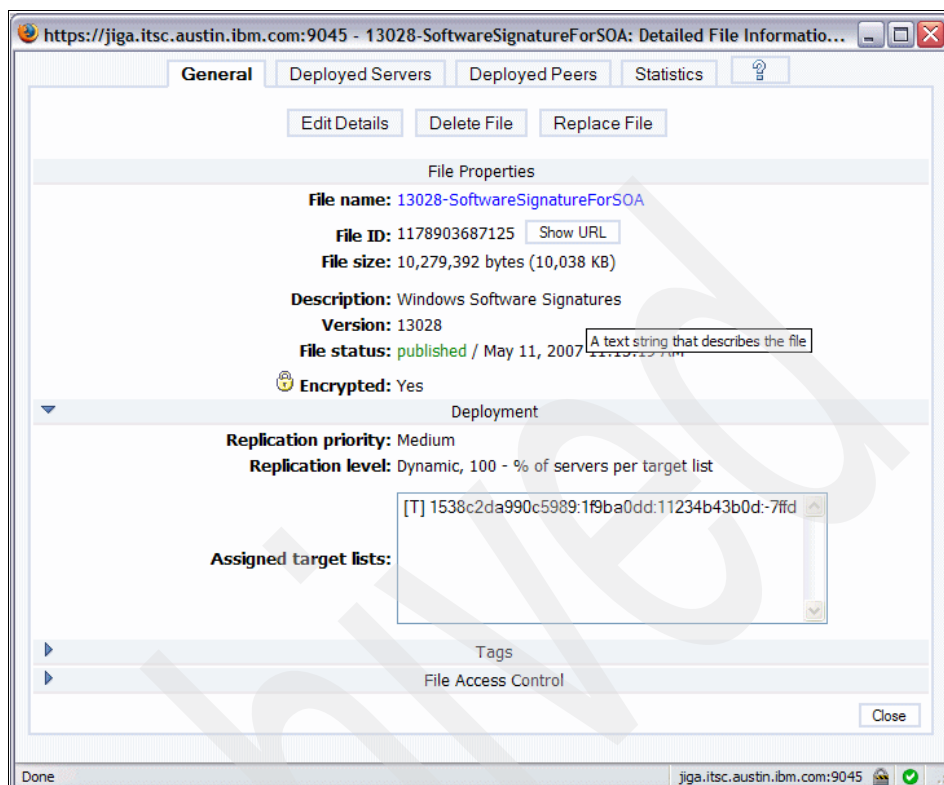 https://jiga.itsc.austin.ibm.com:9045 - 13028-SoftwareSignatureForSOA: Detailed File Informatio...
General Deployed Servers Deployed Peers Statistics ?
Edit Details Delete File Replace File
File Properties
File name: 13028-SoftwareSignatureForSOA
File ID: 1178903687125 Show URL
File size: 10,279,392 bytes (10,038 KB)
Description: Windows Software Signatures
Version: 13028
A text string that describes the file
File status: published / May 11, 2007 AM
Encrypted: Yes
Deployment
Replication priority: Medium
Replication level: Dynamic, 100 - % of servers per target list
[T] 1538c2da990c5989:1f9ba0dd:11234b43b0d:-7ffd
Assigned target lists:
Tags
File Access Control
Close
Done jiga.itsc.austin.ibm.com:9045
hived